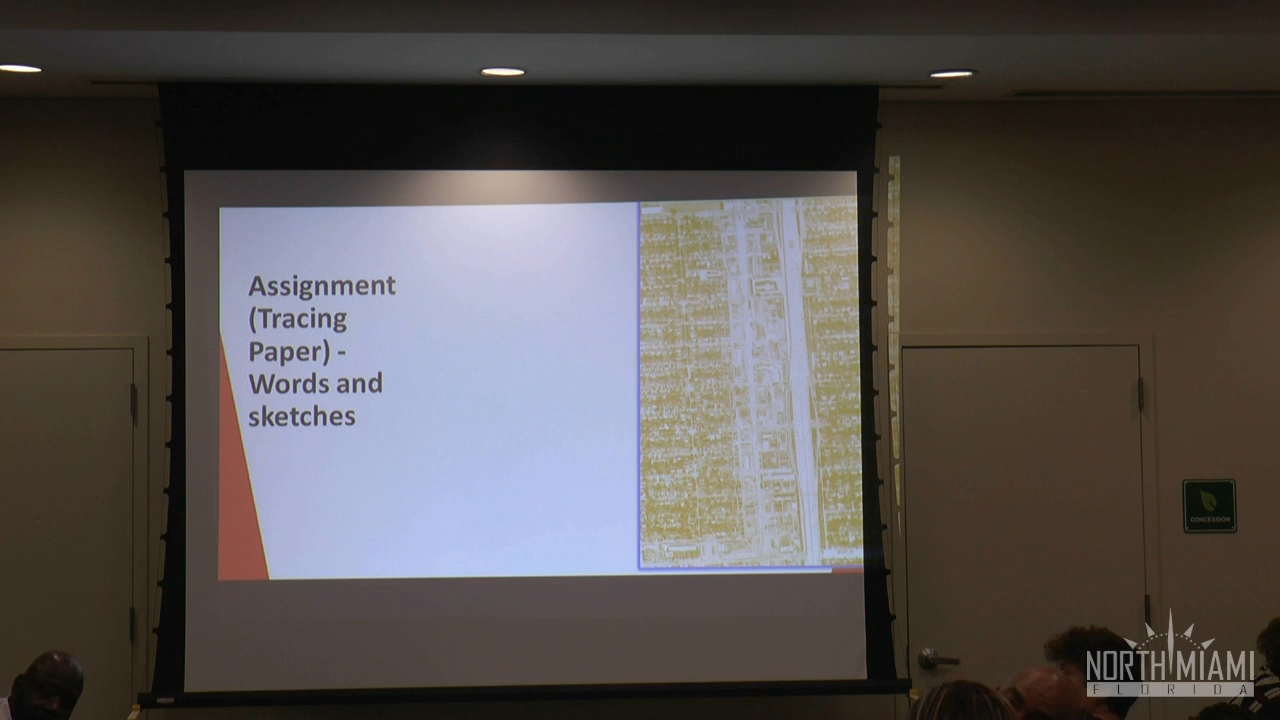 Assignment
(Tracing
Paper) -
Words and
sketches
CONCESSION
NORTH MIAMI
FLORIDA